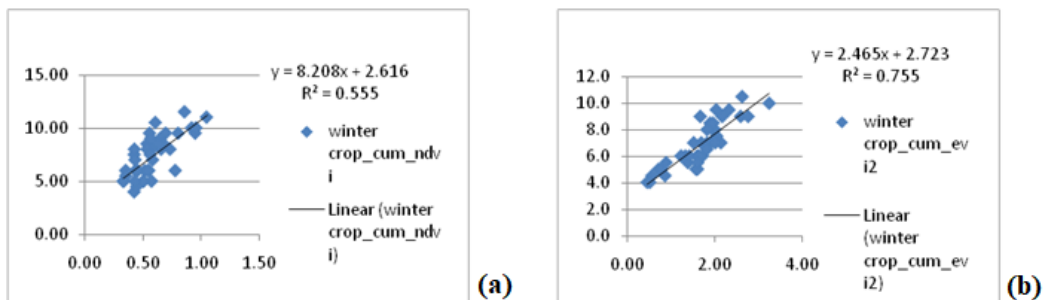 y = 8.208x + 2.616
R² = 0.555
15.00
10.00
5.00
0.00
0.00 0.50 1.00 1.50
winter
crop_cum_ndv
i
Linear (winter
crop_cum_ndv
i)
(a)
y = 2.465x + 2.723
R² = 0.755
12.0
10.0
8.0
6.0
4.0
2.0
0.0
0.00 2.00 4.00
winter
crop_cum_ev
i2
Linear
(winter
crop_cum_ev
i2)
(b)